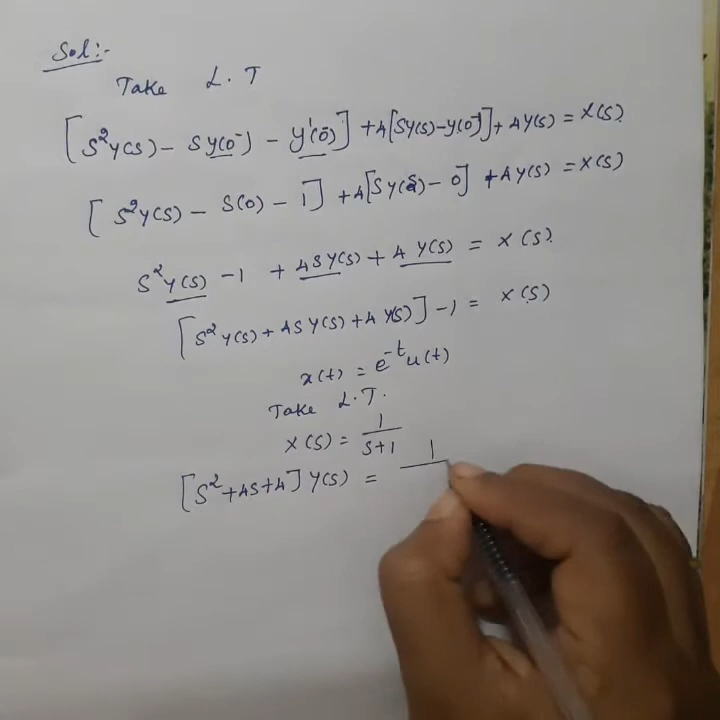 Sol:-
Take L.T
[S²Y(S) - SY(0⁻) - Y'(0⁻)] + 4[SY(S) - Y(0⁻)] + 4Y(S) = X(S)
[S²Y(S) - S(0) - 1] + 4[SY(S) - 0] + 4Y(S) = X(S)
S²Y(S) - 1 + 4SY(S) + 4Y(S) = X(S)
[S²Y(S) + 4SY(S) + 4Y(S)] - 1 = X(S)
x(t) = e⁻ᵗu(t)
Take L.T.
X(S) = 1/(S+1)
[S²+4S+4] Y(S) = 1